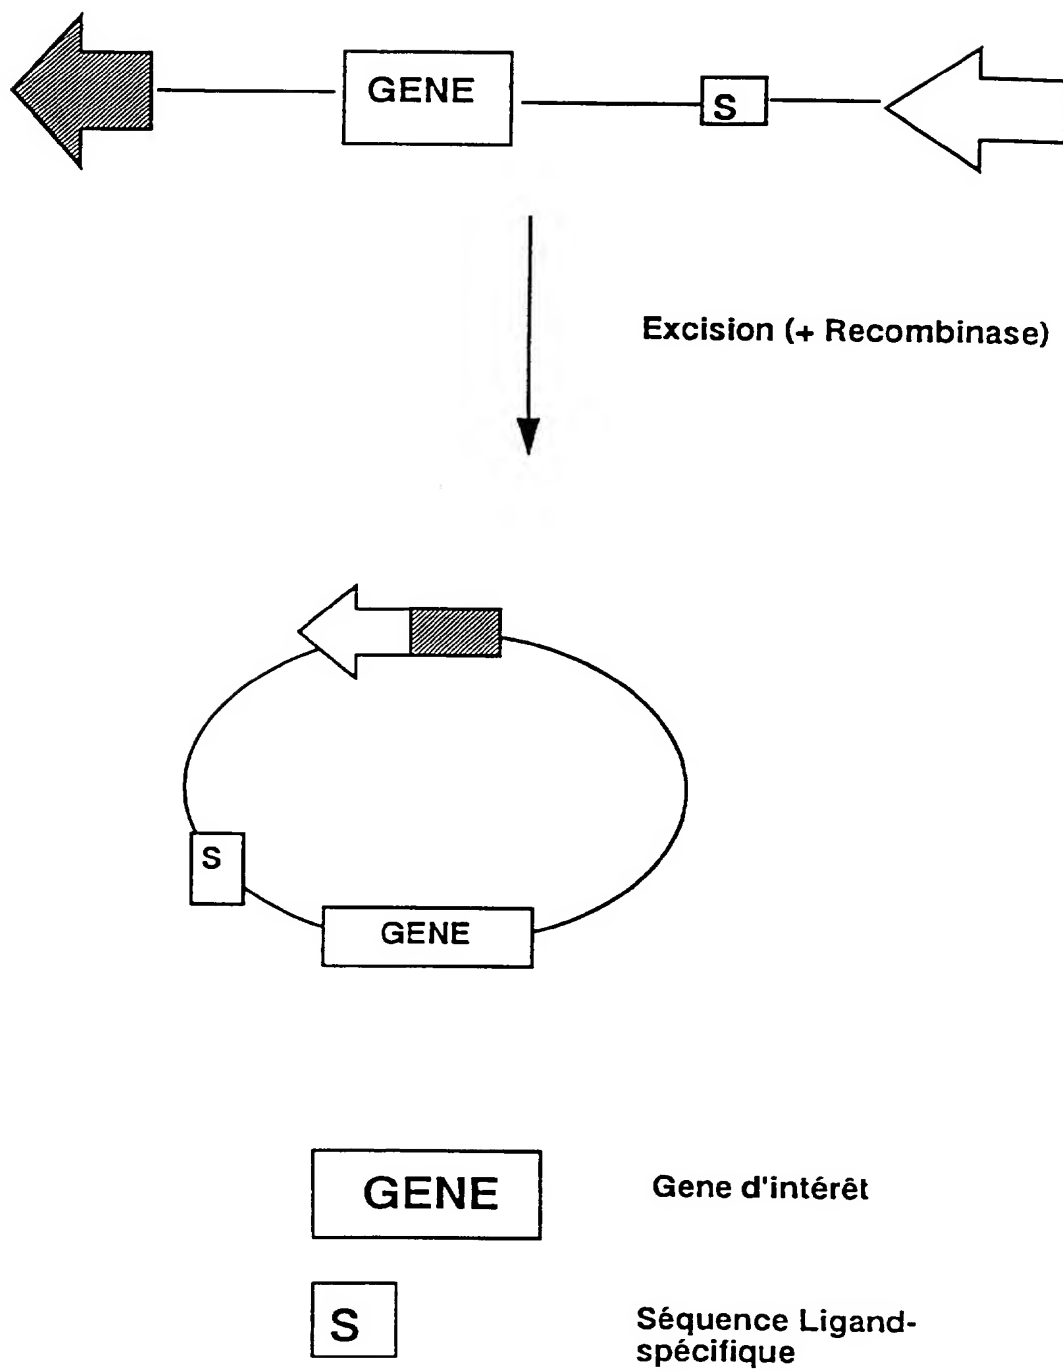 GENE
S
Excision (+ Recombinase)
S
GENE
GENE
Gene d'intérêt
S
Séquence Ligand-
spécifique